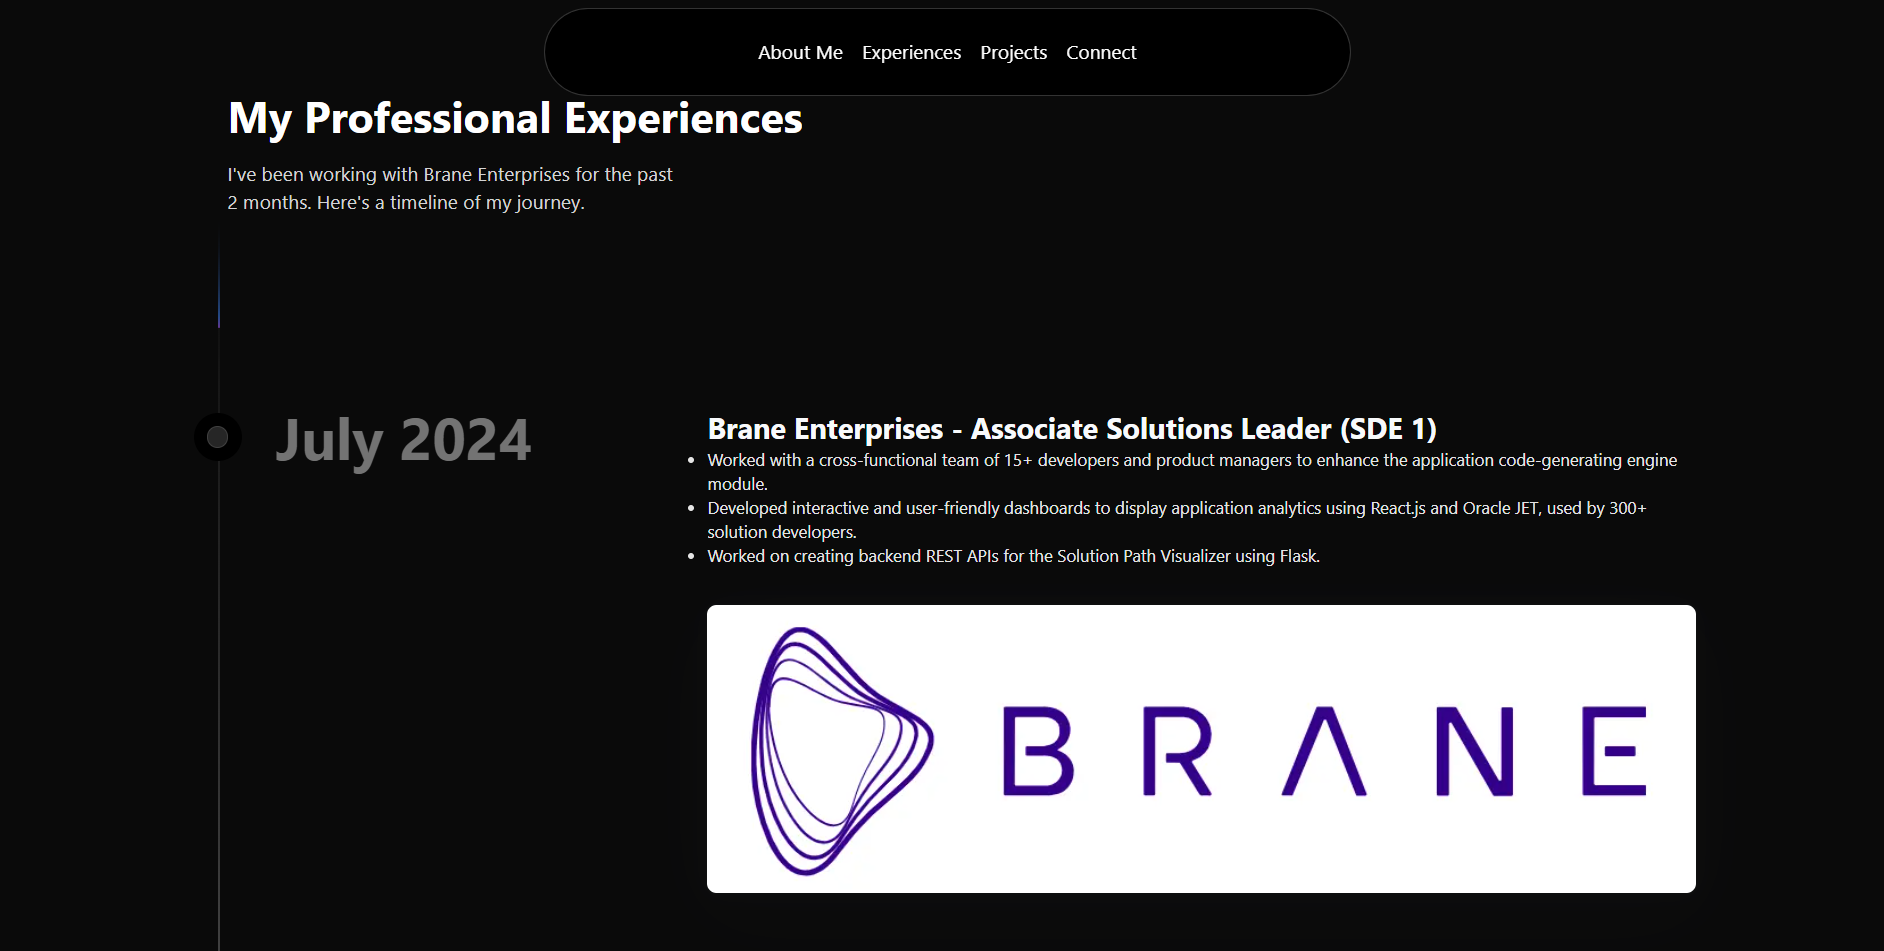 About Me Experiences Projects Connect
My Professional Experiences
I've been working with Brane Enterprises for the past
2 months. Here's a timeline of my journey.
July 2024
Brane Enterprises - Associate Solutions Leader (SDE 1)
• Worked with a cross-functional team of 15+ developers and product managers to enhance the application code-generating engine
module.
• Developed interactive and user-friendly dashboards to display application analytics using React.js and Oracle JET, used by 300+
solution developers.
• Worked on creating backend REST APIs for the Solution Path Visualizer using Flask.
BRANE